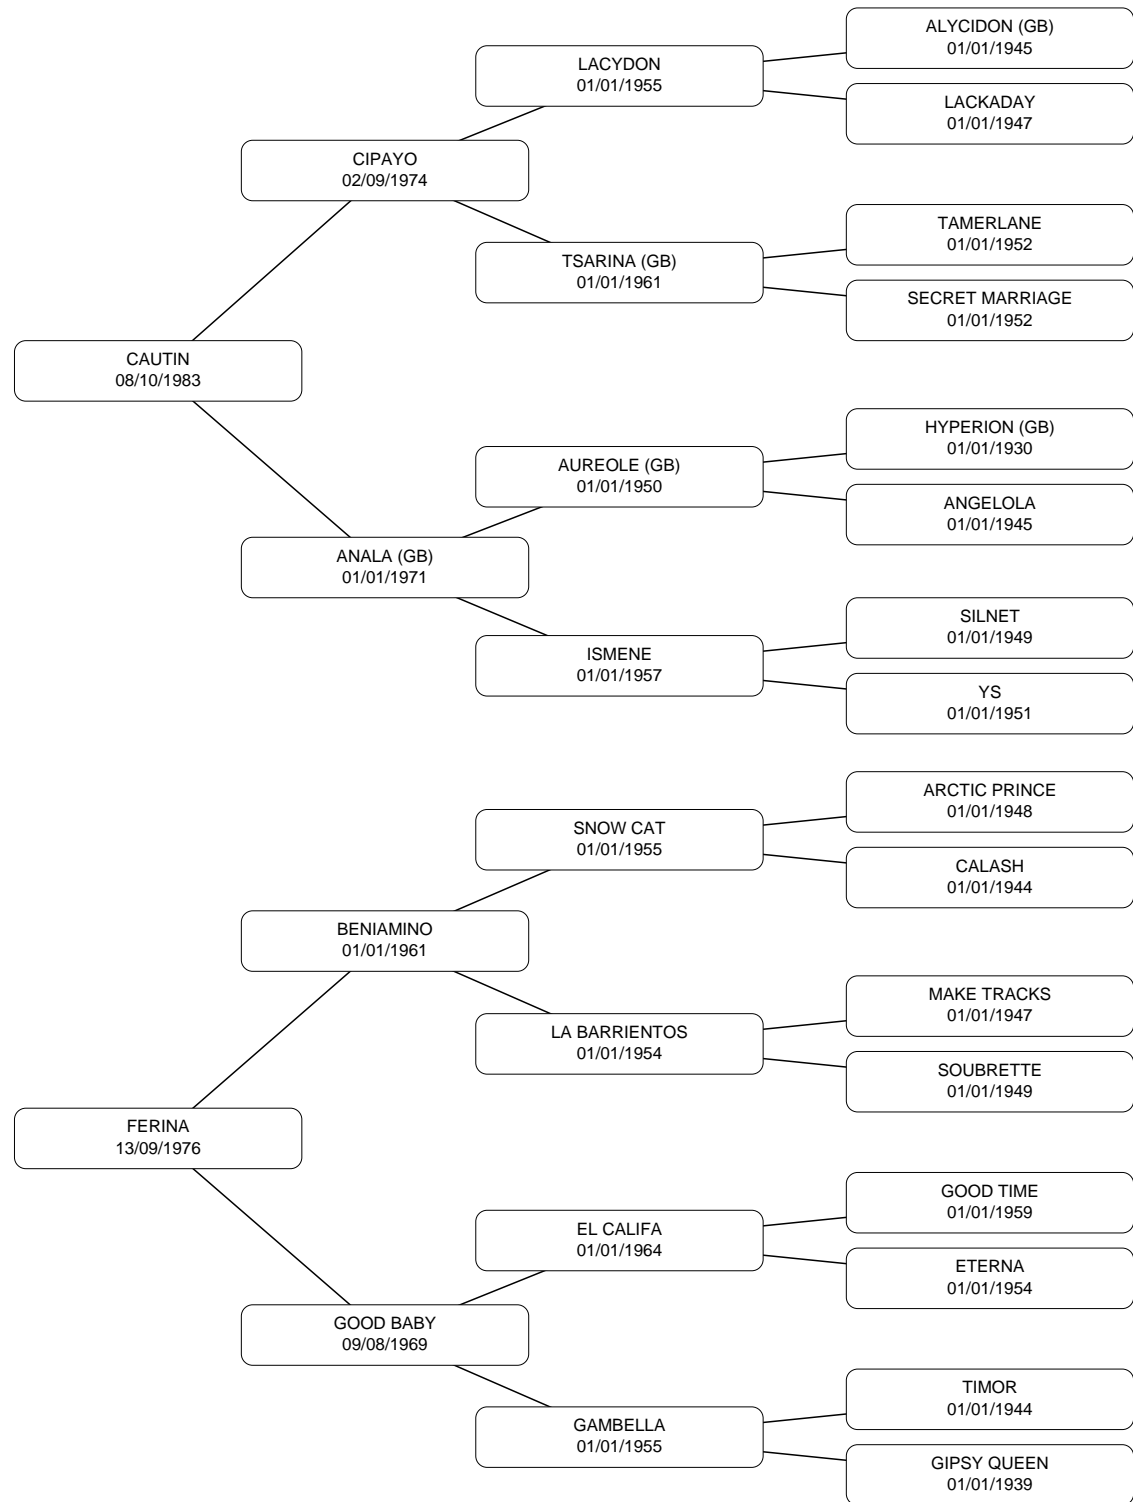 ALYCIDON (GB)
01/01/1945
LACYDON
01/01/1955
LACKADAY
01/01/1947
CIPAYO
02/09/1974
TAMERLANE
01/01/1952
TSARINA (GB)
01/01/1961
SECRET MARRIAGE
01/01/1952
CAUTIN
08/10/1983
HYPERION (GB)
01/01/1930
AUREOLE (GB)
01/01/1950
ANGELOLA
01/01/1945
ANALA (GB)
01/01/1971
SILNET
01/01/1949
ISMENE
01/01/1957
YS
01/01/1951
ARCTIC PRINCE
01/01/1948
SNOW CAT
01/01/1955
CALASH
01/01/1944
BENIAMINO
01/01/1961
MAKE TRACKS
01/01/1947
LA BARRIENTOS
01/01/1954
SOUBRETTE
01/01/1949
FERINA
13/09/1976
GOOD TIME
01/01/1959
EL CALIFA
01/01/1964
ETERNA
01/01/1954
GOOD BABY
09/08/1969
TIMOR
01/01/1944
GAMBELLA
01/01/1955
GIPSY QUEEN
01/01/1939